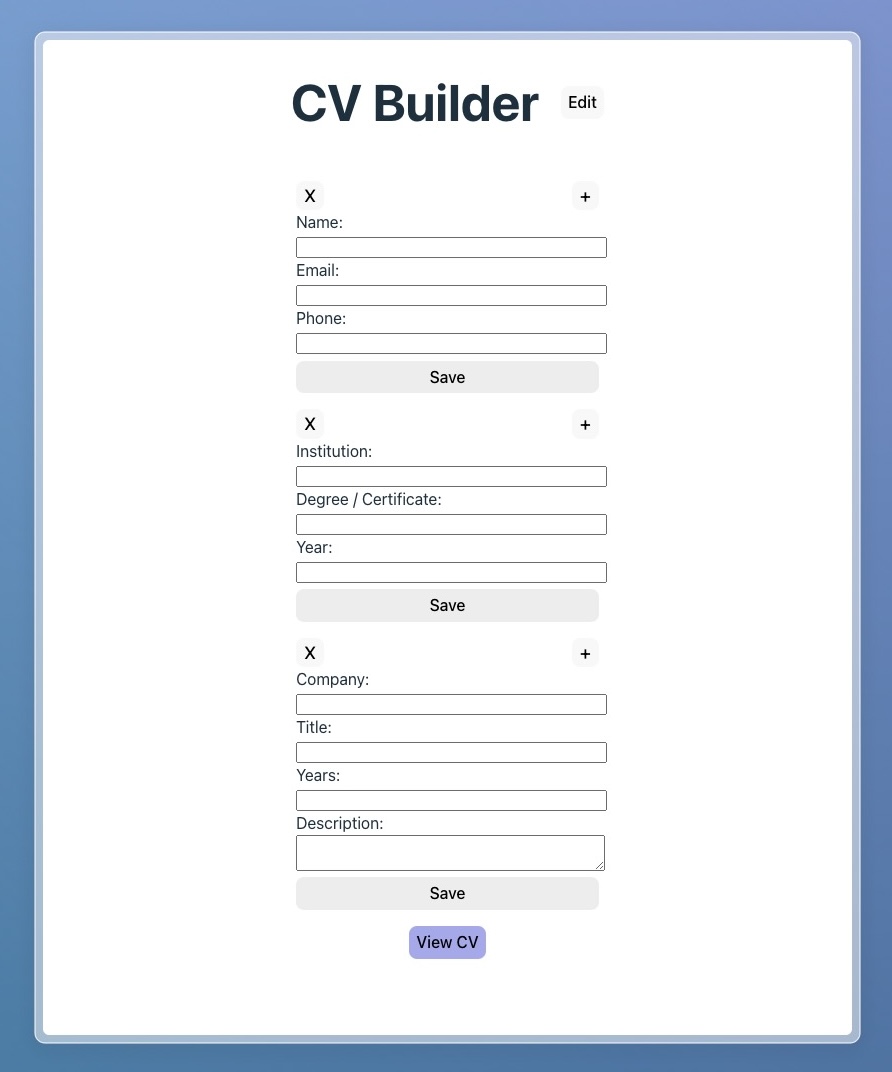 CV Builder Edit
X +
Name:
Email:
Phone:
Save
X +
Institution:
Degree / Certificate:
Year:
Save
X +
Company:
Title:
Years:
Description:
Save
View CV